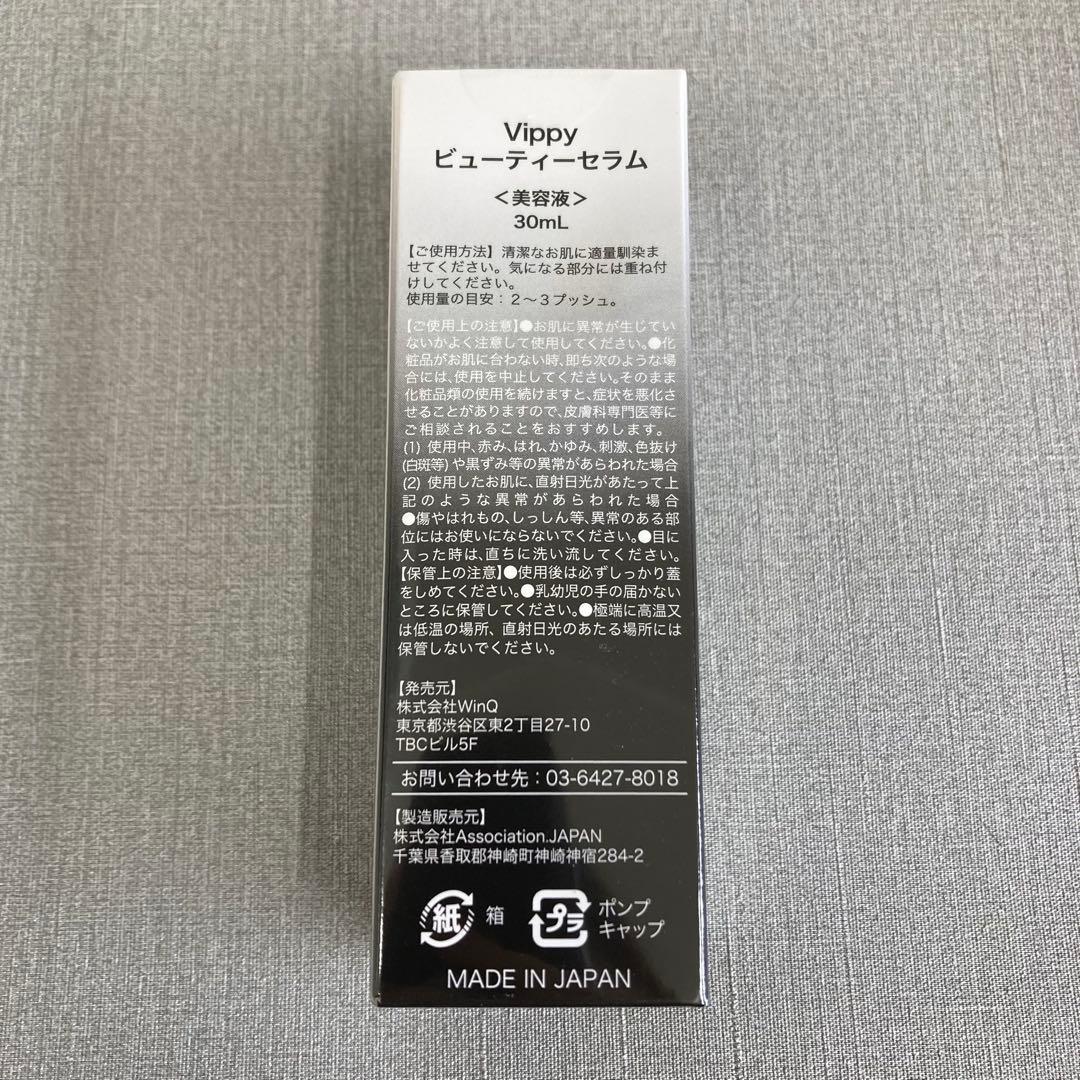 Vippy
ビューティーセラム
＜美容液＞
30mL
【ご使用方法】清潔なお肌に適量馴染ま
せてください。気になる部分には重ね付
けしてください。
使用量の目安：２～３プッシュ。
【ご使用上の注意】●お肌に異常が生じてい
ないかよく注意して使用してください。●化
粧品がお肌に合わない時、即ち次のような場
合には、使用を中止してください。そのまま
化粧品類の使用を続けますと、症状を悪化さ
せることがありますので、皮膚科専門医等に
ご相談されることをおすすめします。
(1) 使用中、赤み、はれ、かゆみ、刺激、色抜け
(白斑等) や黒ずみ等の異常があらわれた場合
(2) 使用したお肌に、直射日光があたって上
記のような異常があらわれた場合
●傷やはれもの、しっしん等、異常のある部
位にはお使いにならないでください。●目に
入った時は、直ちに洗い流してください。
【保管上の注意】●使用後は必ずしっかり蓋
をしめてください。●乳幼児の手の届かない
ところに保管してください。●極端に高温又
は低温の場所、直射日光のあたる場所には
保管しないでください。
【発売元】
株式会社WinQ
東京都渋谷区東2丁目27-10
TBCビル5F
お問い合わせ先：03-6427-8018
【製造販売元】
株式会社Association.JAPAN
千葉県香取郡神崎町神崎神宿284-2
紙 箱
プラ ポンプ
キャップ
MADE IN JAPAN